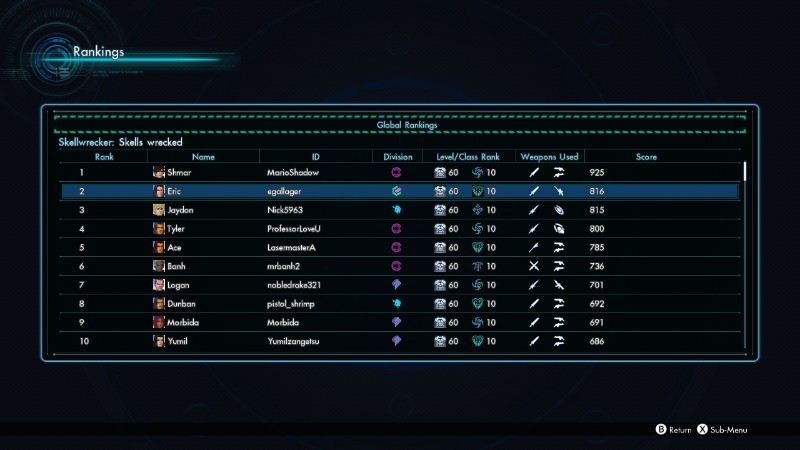 Rankings
Global Rankings
Skellwrecker: Skells wrecked
Rank Name ID Division Level/Class Rank Weapons Used Score
1 Shmar MarioShadow 60 10 925
2 Eric egallager 60 10 816
3 Jaydon Nick5963 60 10 815
4 Tyler ProfessorLoveU 60 10 800
5 Ace LasermasterA 60 10 785
6 Banh mrbanh2 60 10 736
7 Logan nobledrake321 60 10 701
8 Dunban pistol_shrimp 60 10 692
9 Morbida Morbida 60 10 691
10 Yumil Yumilzangetsu 60 10 686
B Return X Sub-Menu